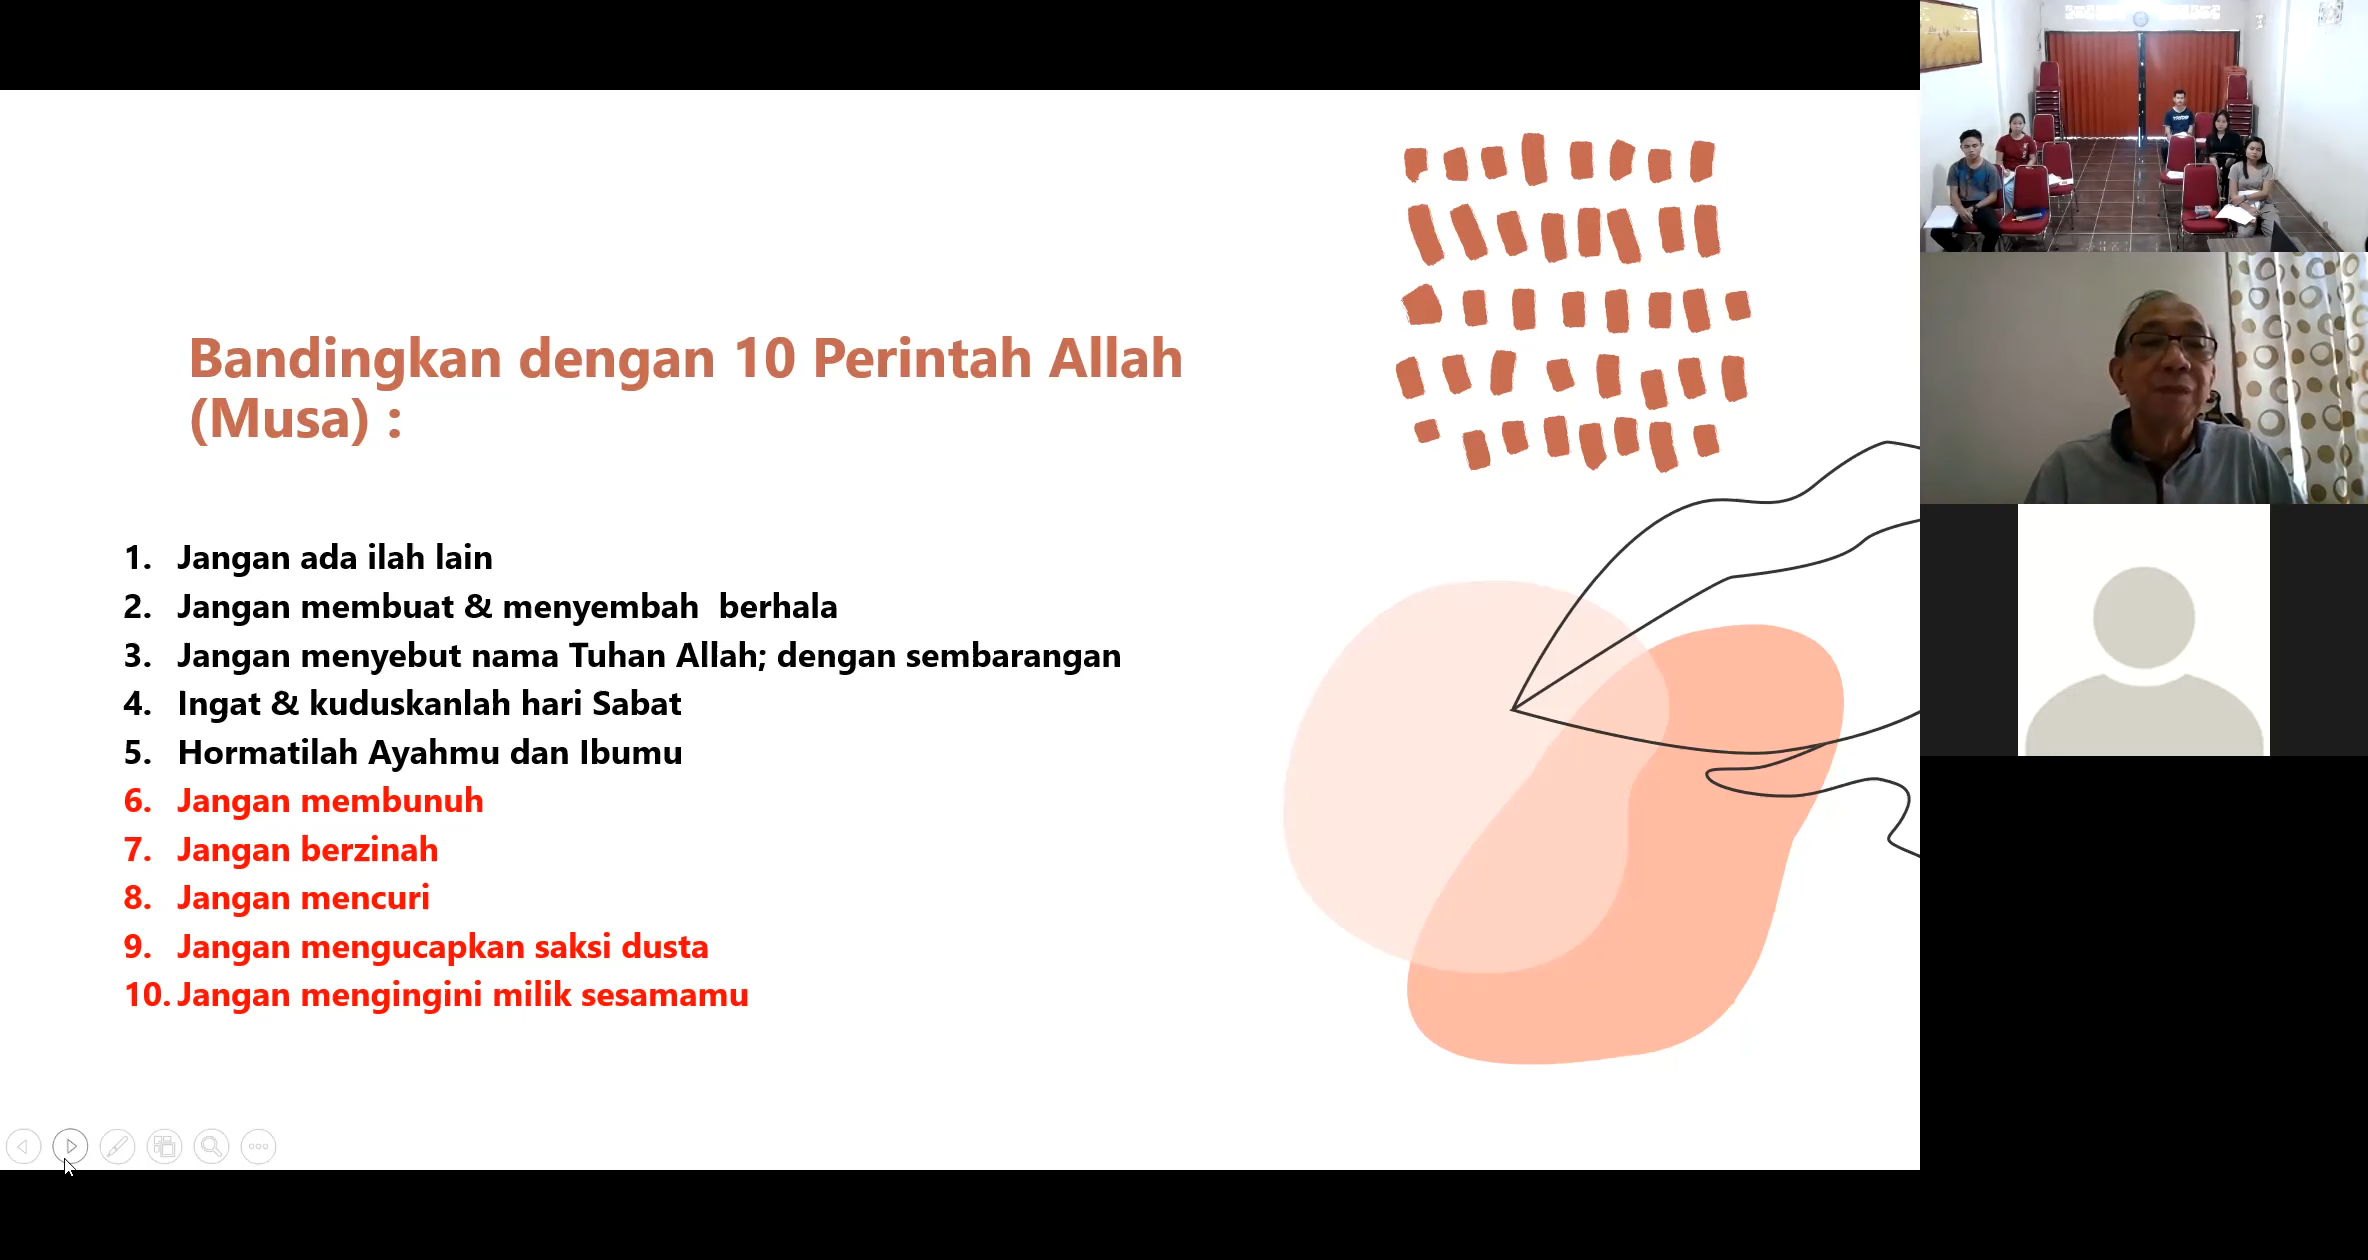 Bandingkan dengan 10 Perintah Allah
(Musa) :
1. Jangan ada ilah lain
2. Jangan membuat & menyembah berhala
3. Jangan menyebut nama Tuhan Allah; dengan sembarangan
4. Ingat & kuduskanlah hari Sabat
5. Hormatilah Ayahmu dan Ibumu
6. Jangan membunuh
7. Jangan berzinah
8. Jangan mencuri
9. Jangan mengucapkan saksi dusta
10. Jangan mengingini milik sesamamu